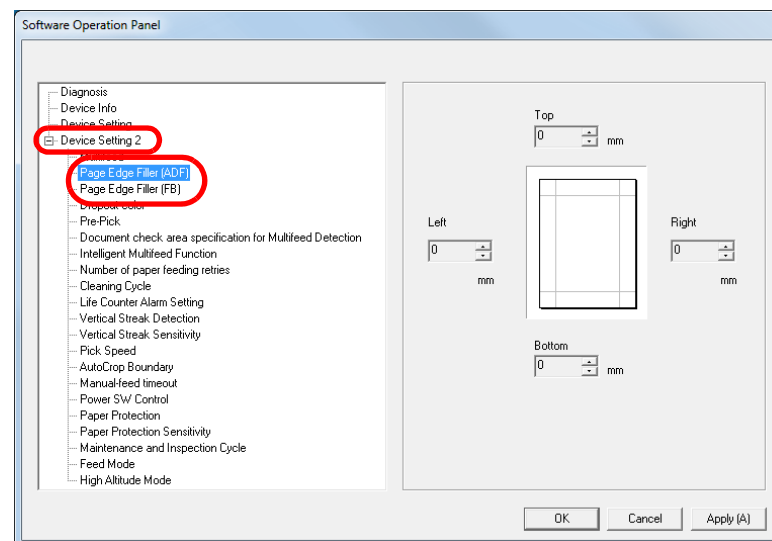 Software Operation Panel
Diagnosis
Device Info
Device Setting
Device Setting 2
Multifeed
Page Edge Filler (ADF)
Page Edge Filler (FB)
Dropout color
Pre-Pick
Document check area specification for Multifeed Detection
Intelligent Multifeed Function
Number of paper feeding retries
Cleaning Cycle
Life Counter Alarm Setting
Vertical Streak Detection
Vertical Streak Sensitivity
Pick Speed
AutoCrop Boundary
Manual-feed timeout
Power SW Control
Paper Protection
Paper Protection Sensitivity
Maintenance and Inspection Cycle
Feed Mode
High Altitude Mode
Top
0 mm
Left
0
mm
Right
0
mm
Bottom
0 mm
OK Cancel Apply (A)